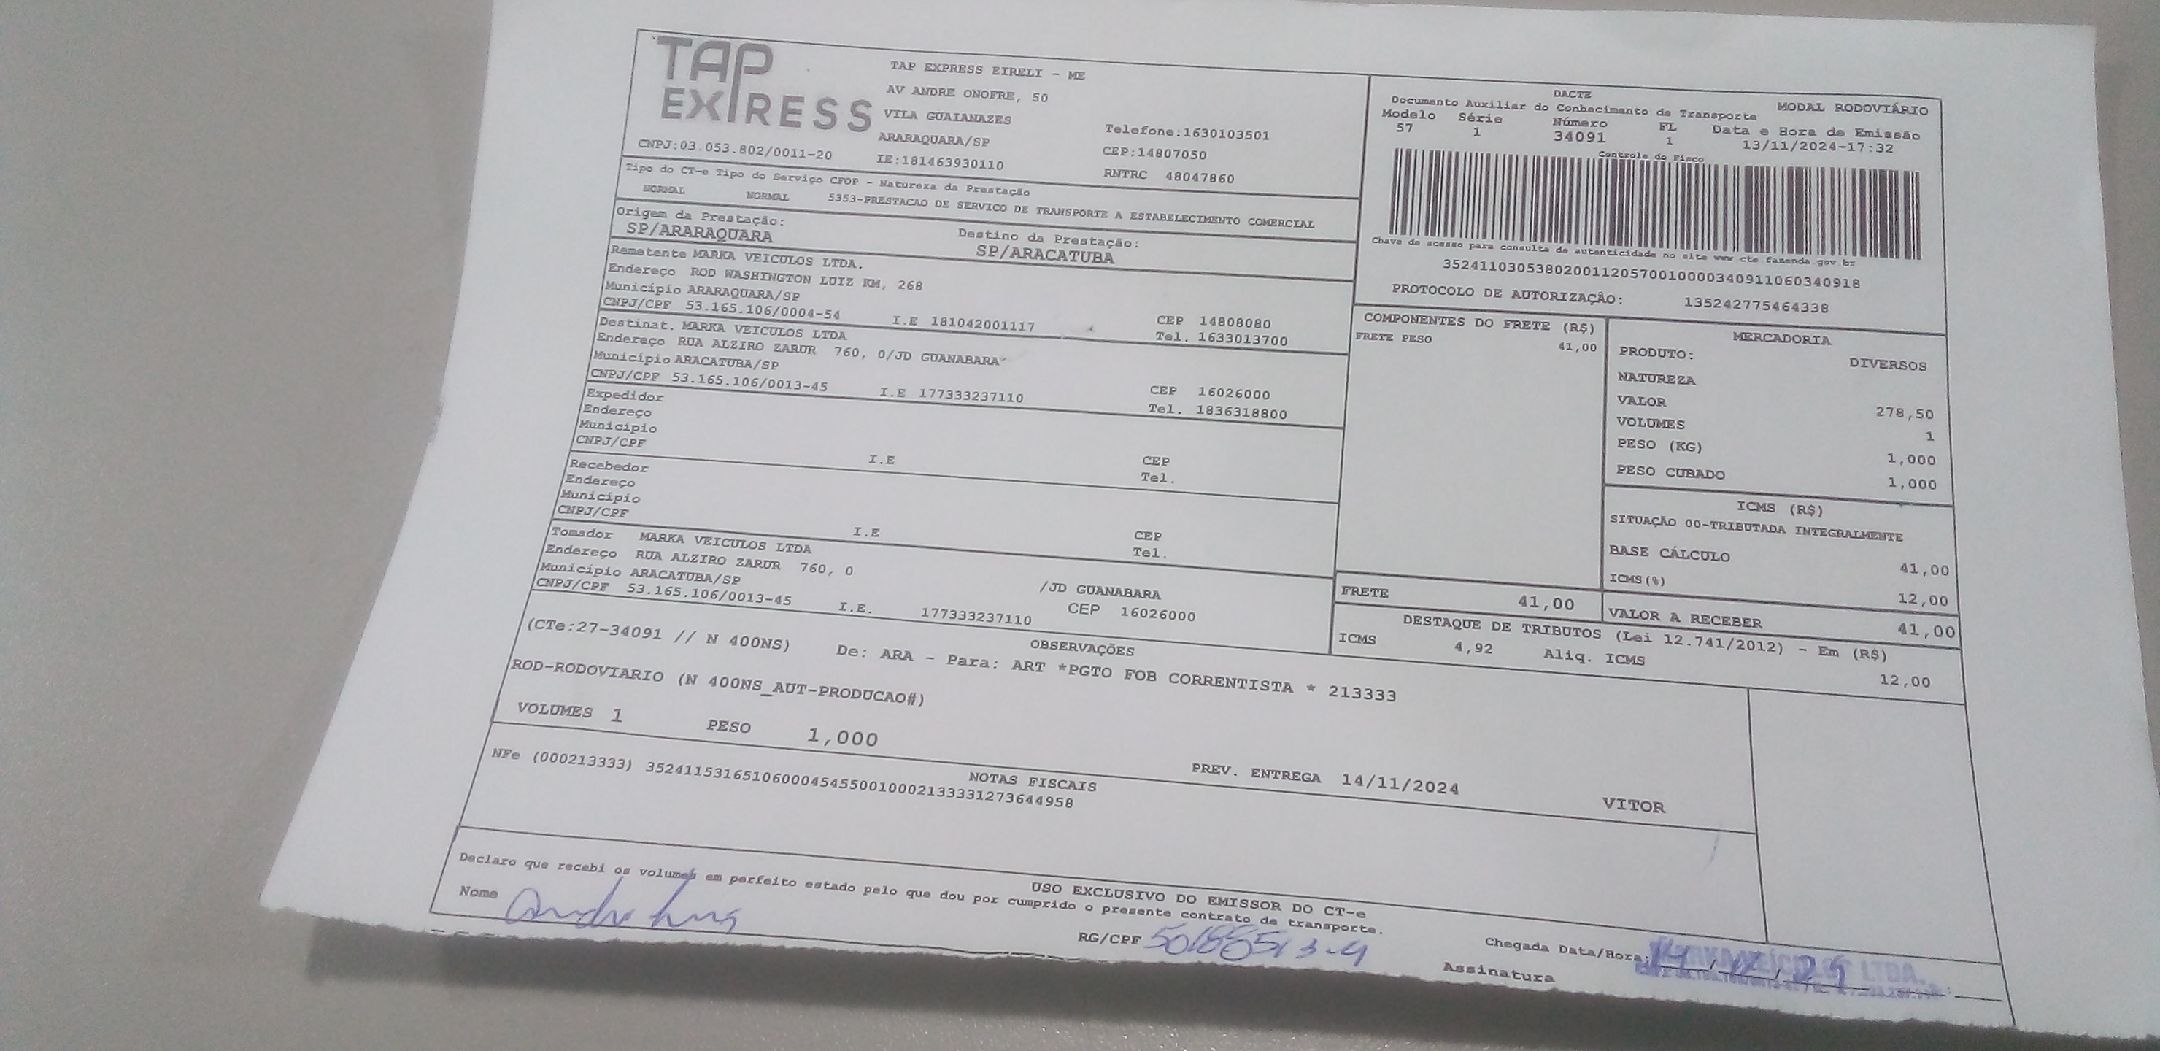 TAP EXPRESS
TAP EXPRESS EIRELI - ME
AV ANDRE ONOFRE, 50
VILA GUAIANAZES
ARARAQUARA/SP
Telefone:1630103501
CEP:14807050
CNPJ:03.053.802/0011-20 IE:181463930110 RNTRC 48047860
Tipo do CT-e Tipo do Serviço CFOP - Natureza da Prestação
NORMAL NORMAL 5353-PRESTACAO DE SERVICO DE TRANSPORTE A ESTABELECIMENTO COMERCIAL
Origem da Prestação: Destino da Prestação:
SP/ARARAQUARA SP/ARACATUBA
DACTE MODAL RODOVIÁRIO
Documento Auxiliar do Conhecimento de Transporte
Modelo Série Número FL Data e Hora de Emissão
57 1 34091 1 13/11/2024-17:32
Controle do Fisco
Chave de acesso para consulta de autenticidade no site www cte fazenda.gov.br
35241103053802001120570010000340911060340918
PROTOCOLO DE AUTORIZAÇÃO: 135242775464338
Remetente MARKA VEICULOS LTDA.
Endereço ROD WASHINGTON LUIZ KM, 268
Município ARARAQUARA/SP CEP 14808080
CNPJ/CPF 53.165.106/0004-54 I.E 181042001117 Tel. 1633013700
Destinat. MARKA VEICULOS LTDA
Endereço RUA ALZIRO ZARUR 760, 0/JD GUANABARA
Município ARACATUBA/SP CEP 16026000
CNPJ/CPF 53.165.106/0013-45 I.E 177333237110 Tel. 1836318800
Expedidor
Endereço
Município CEP
CNPJ/CPF I.E Tel.
Recebedor
Endereço
Município CEP
CNPJ/CPF I.E Tel.
Tomador MARKA VEICULOS LTDA
Endereço RUA ALZIRO ZARUR 760, 0 /JD GUANABARA
Município ARACATUBA/SP CEP 16026000
CNPJ/CPF 53.165.106/0013-45 I.E. 177333237110
COMPONENTES DO FRETE (R$)
FRETE PESO 41,00
FRETE 41,00
MERCADORIA
PRODUTO: DIVERSOS
NATUREZA
VALOR 278,50
VOLUMES 1
PESO (KG) 1,000
PESO CUBADO 1,000
ICMS (R$)
SITUAÇÃO 00-TRIBUTADA INTEGRALMENTE
BASE CÁLCULO 41,00
ICMS(%) 12,00
VALOR A RECEBER 41,00
DESTAQUE DE TRIBUTOS (Lei 12.741/2012) - Em (R$)
ICMS 4,92 Aliq. ICMS 12,00
OBSERVAÇÕES
(CTe:27-34091 // N 400NS) De: ARA - Para: ART *PGTO FOB CORRENTISTA * 213333
ROD-RODOVIARIO (N 400NS_AUT-PRODUCAO#)
VOLUMES 1 PESO 1,000 PREV. ENTREGA 14/11/2024 VITOR
NOTAS FISCAIS
NFe (000213333) 35241153165106000454550010002133331273644958
USO EXCLUSIVO DO EMISSOR DO CT-e
Declaro que recebi os volumes em perfeito estado pelo que dou por cumprido o presente contrato de transporte.
Nome RG/CPF 50188513-9 Chegada Data/Hora:
Assinatura